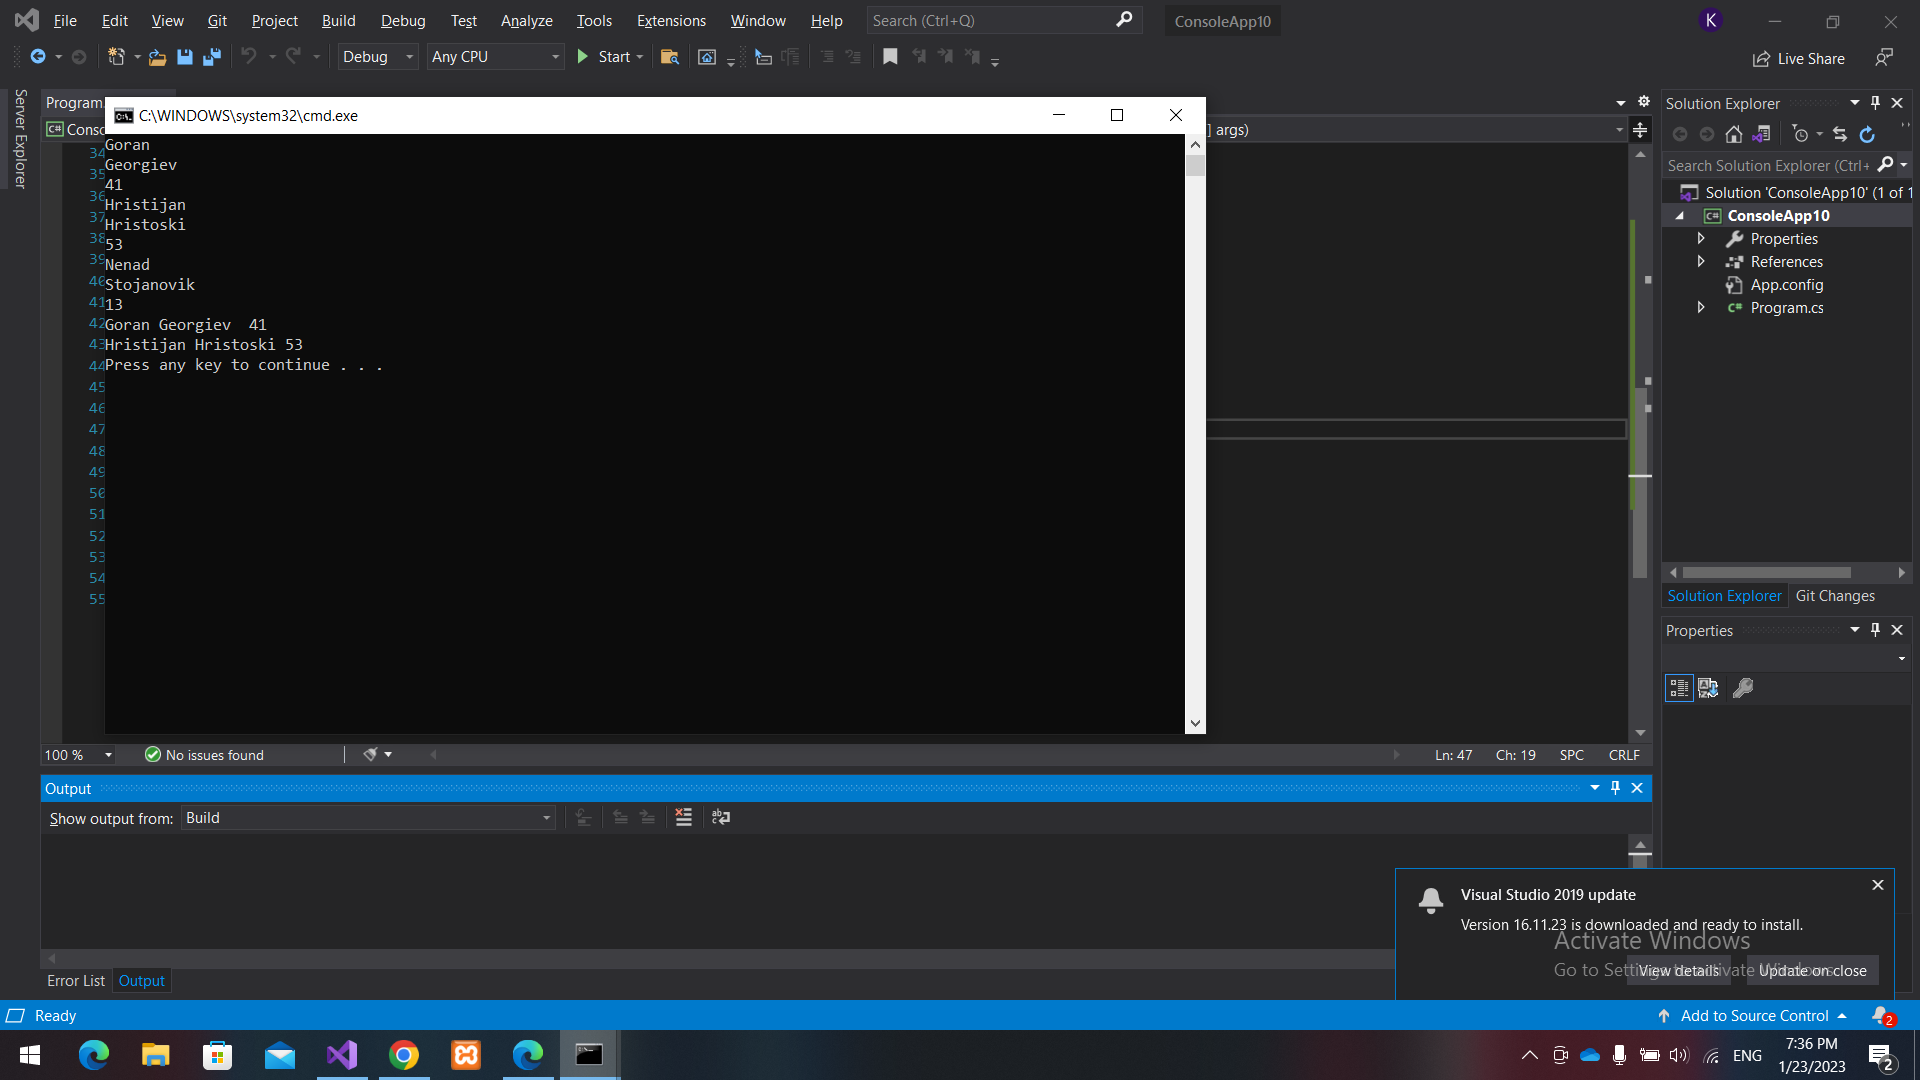 File Edit View Git Project Build Debug Test Analyze Tools Extensions Window Help Search (Ctrl+Q) ConsoleApp10 K
Debug Any CPU Start Live Share
Server Explorer
Program.
C# Conso
] args)
C:\WINDOWS\system32\cmd.exe
Goran
Georgiev
41
Hristijan
Hristoski
53
Nenad
Stojanovik
13
Goran Georgiev  41
Hristijan Hristoski 53
Press any key to continue . . .
34
35
36
37
38
39
40
41
42
43
44
45
46
47
48
49
50
51
52
53
54
55
Solution Explorer
Search Solution Explorer (Ctrl+
Solution 'ConsoleApp10' (1 of 1
C# ConsoleApp10
Properties
References
App.config
C# Program.cs
Solution Explorer Git Changes
Properties
100 % No issues found Ln: 47 Ch: 19 SPC CRLF
Output
Show output from: Build
Error List Output
Visual Studio 2019 update
Version 16.11.23 is downloaded and ready to install.
View details Update on close
Activate Windows
Go to Settings to activate Windows.
Ready Add to Source Control 2
ENG 7:36 PM
1/23/2023 2